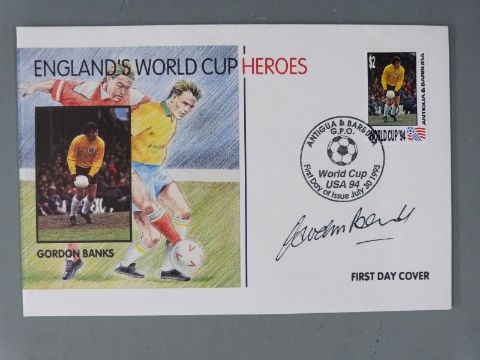 ENGLAND'S WORLD CUP HEROES
GORDON BANKS
$2
ANTIGUA & BARBUDA
WORLD CUP '94
ANTIGUA & BARBUDA
G.P.O.
World Cup
USA 94
First Day of Issue July 30 1993
Gordon Banks
FIRST DAY COVER